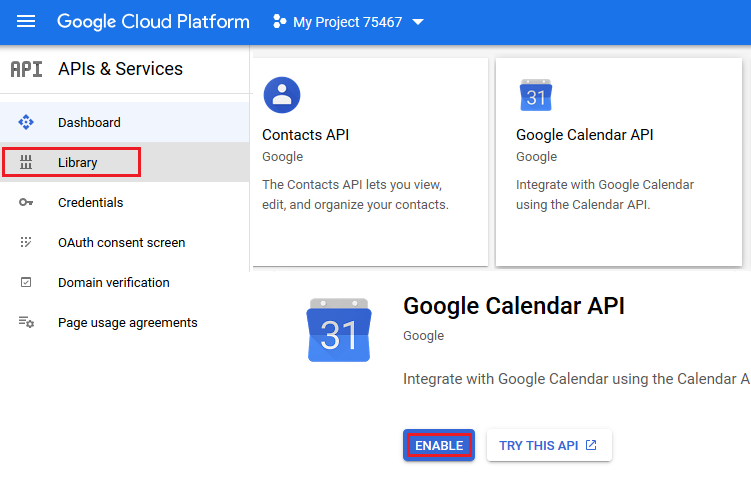 Google Cloud Platform
My Project 75467
API
APIs & Services
Dashboard
Library
Credentials
OAuth consent screen
Domain verification
Page usage agreements
Contacts API
Google
The Contacts API lets you view,
edit, and organize your contacts.
31
Google Calendar API
Google
Integrate with Google Calendar
using the Calendar API.
31
Google Calendar API
Google
Integrate with Google Calendar using the Calendar A
ENABLE
TRY THIS API